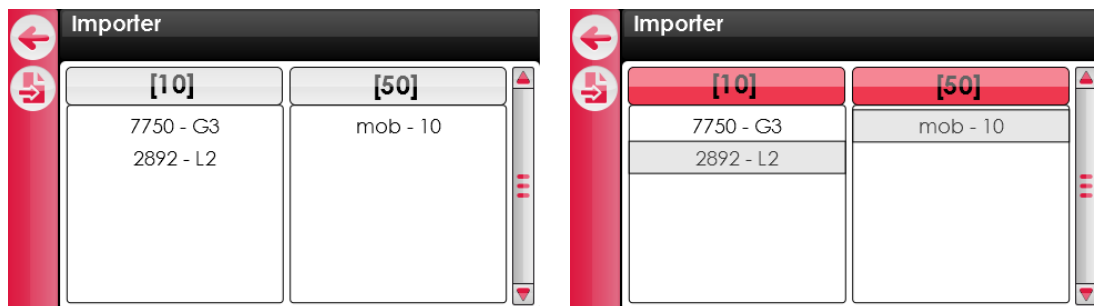 Importer
[10] [50]
7750 - G3 mob - 10
2892 - L2
Importer
[10] [50]
7750 - G3 mob - 10
2892 - L2